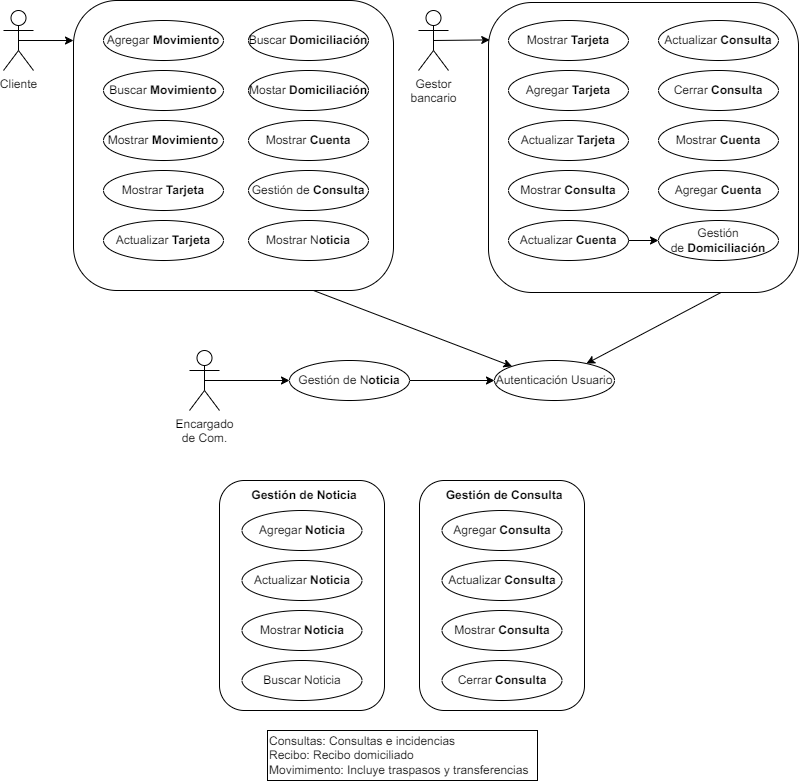 Cliente
Agregar Movimiento
Buscar Movimiento
Mostrar Movimiento
Mostrar Tarjeta
Actualizar Tarjeta
Buscar Domiciliación
Mostar Domiciliación
Mostrar Cuenta
Gestión de Consulta
Mostrar Noticia
Gestor
bancario
Mostrar Tarjeta
Agregar Tarjeta
Actualizar Tarjeta
Mostrar Consulta
Actualizar Cuenta
Actualizar Consulta
Cerrar Consulta
Mostrar Cuenta
Agregar Cuenta
Gestión
de Domiciliación
Encargado
de Com.
Gestión de Noticia
Autenticación Usuario
Gestión de Noticia
Agregar Noticia
Actualizar Noticia
Mostrar Noticia
Buscar Noticia
Gestión de Consulta
Agregar Consulta
Actualizar Consulta
Mostrar Consulta
Cerrar Consulta
Consultas: Consultas e incidencias
Recibo: Recibo domiciliado
Movimimento: Incluye traspasos y transferencias